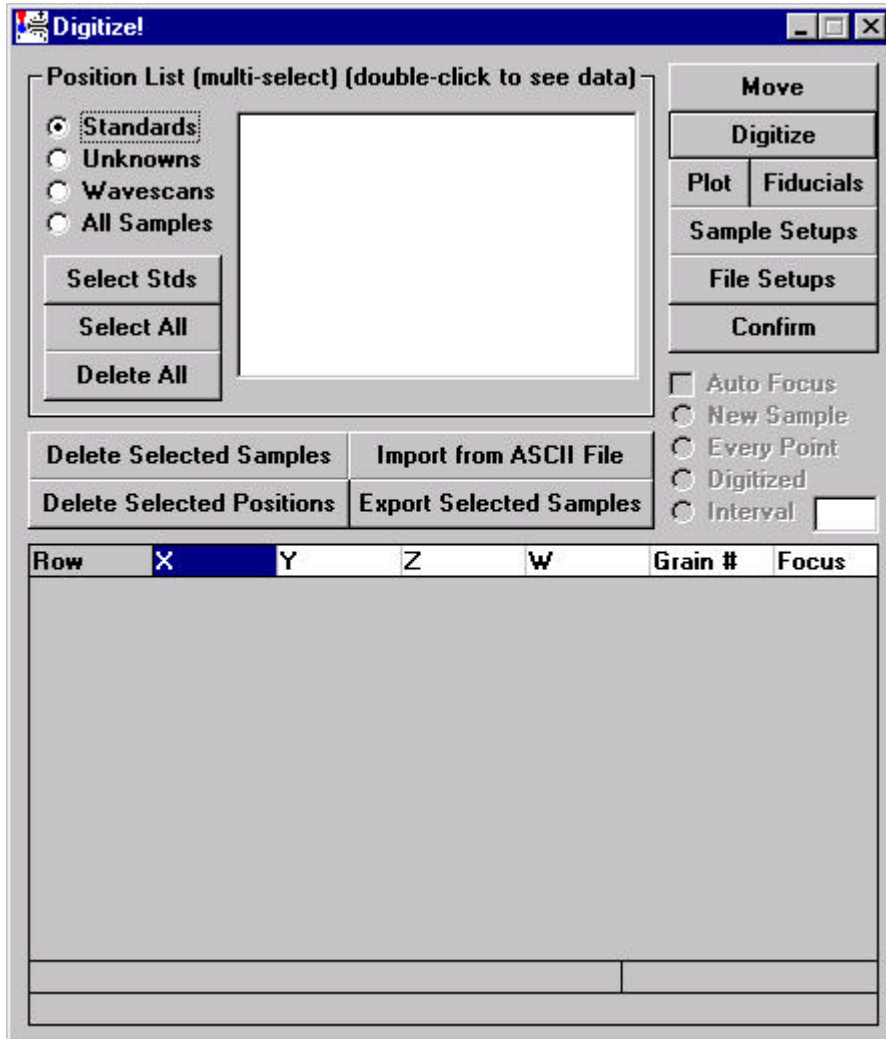 Digitize!
Position List (multi-select) (double-click to see data)
Standards
Unknowns
Wavescans
All Samples
Select Stds
Select All
Delete All
Move
Digitize
Plot Fiducials
Sample Setups
File Setups
Confirm
Auto Focus
New Sample
Every Point
Digitized
Interval
Delete Selected Samples Import from ASCII File
Delete Selected Positions Export Selected Samples
Row X Y Z W Grain # Focus